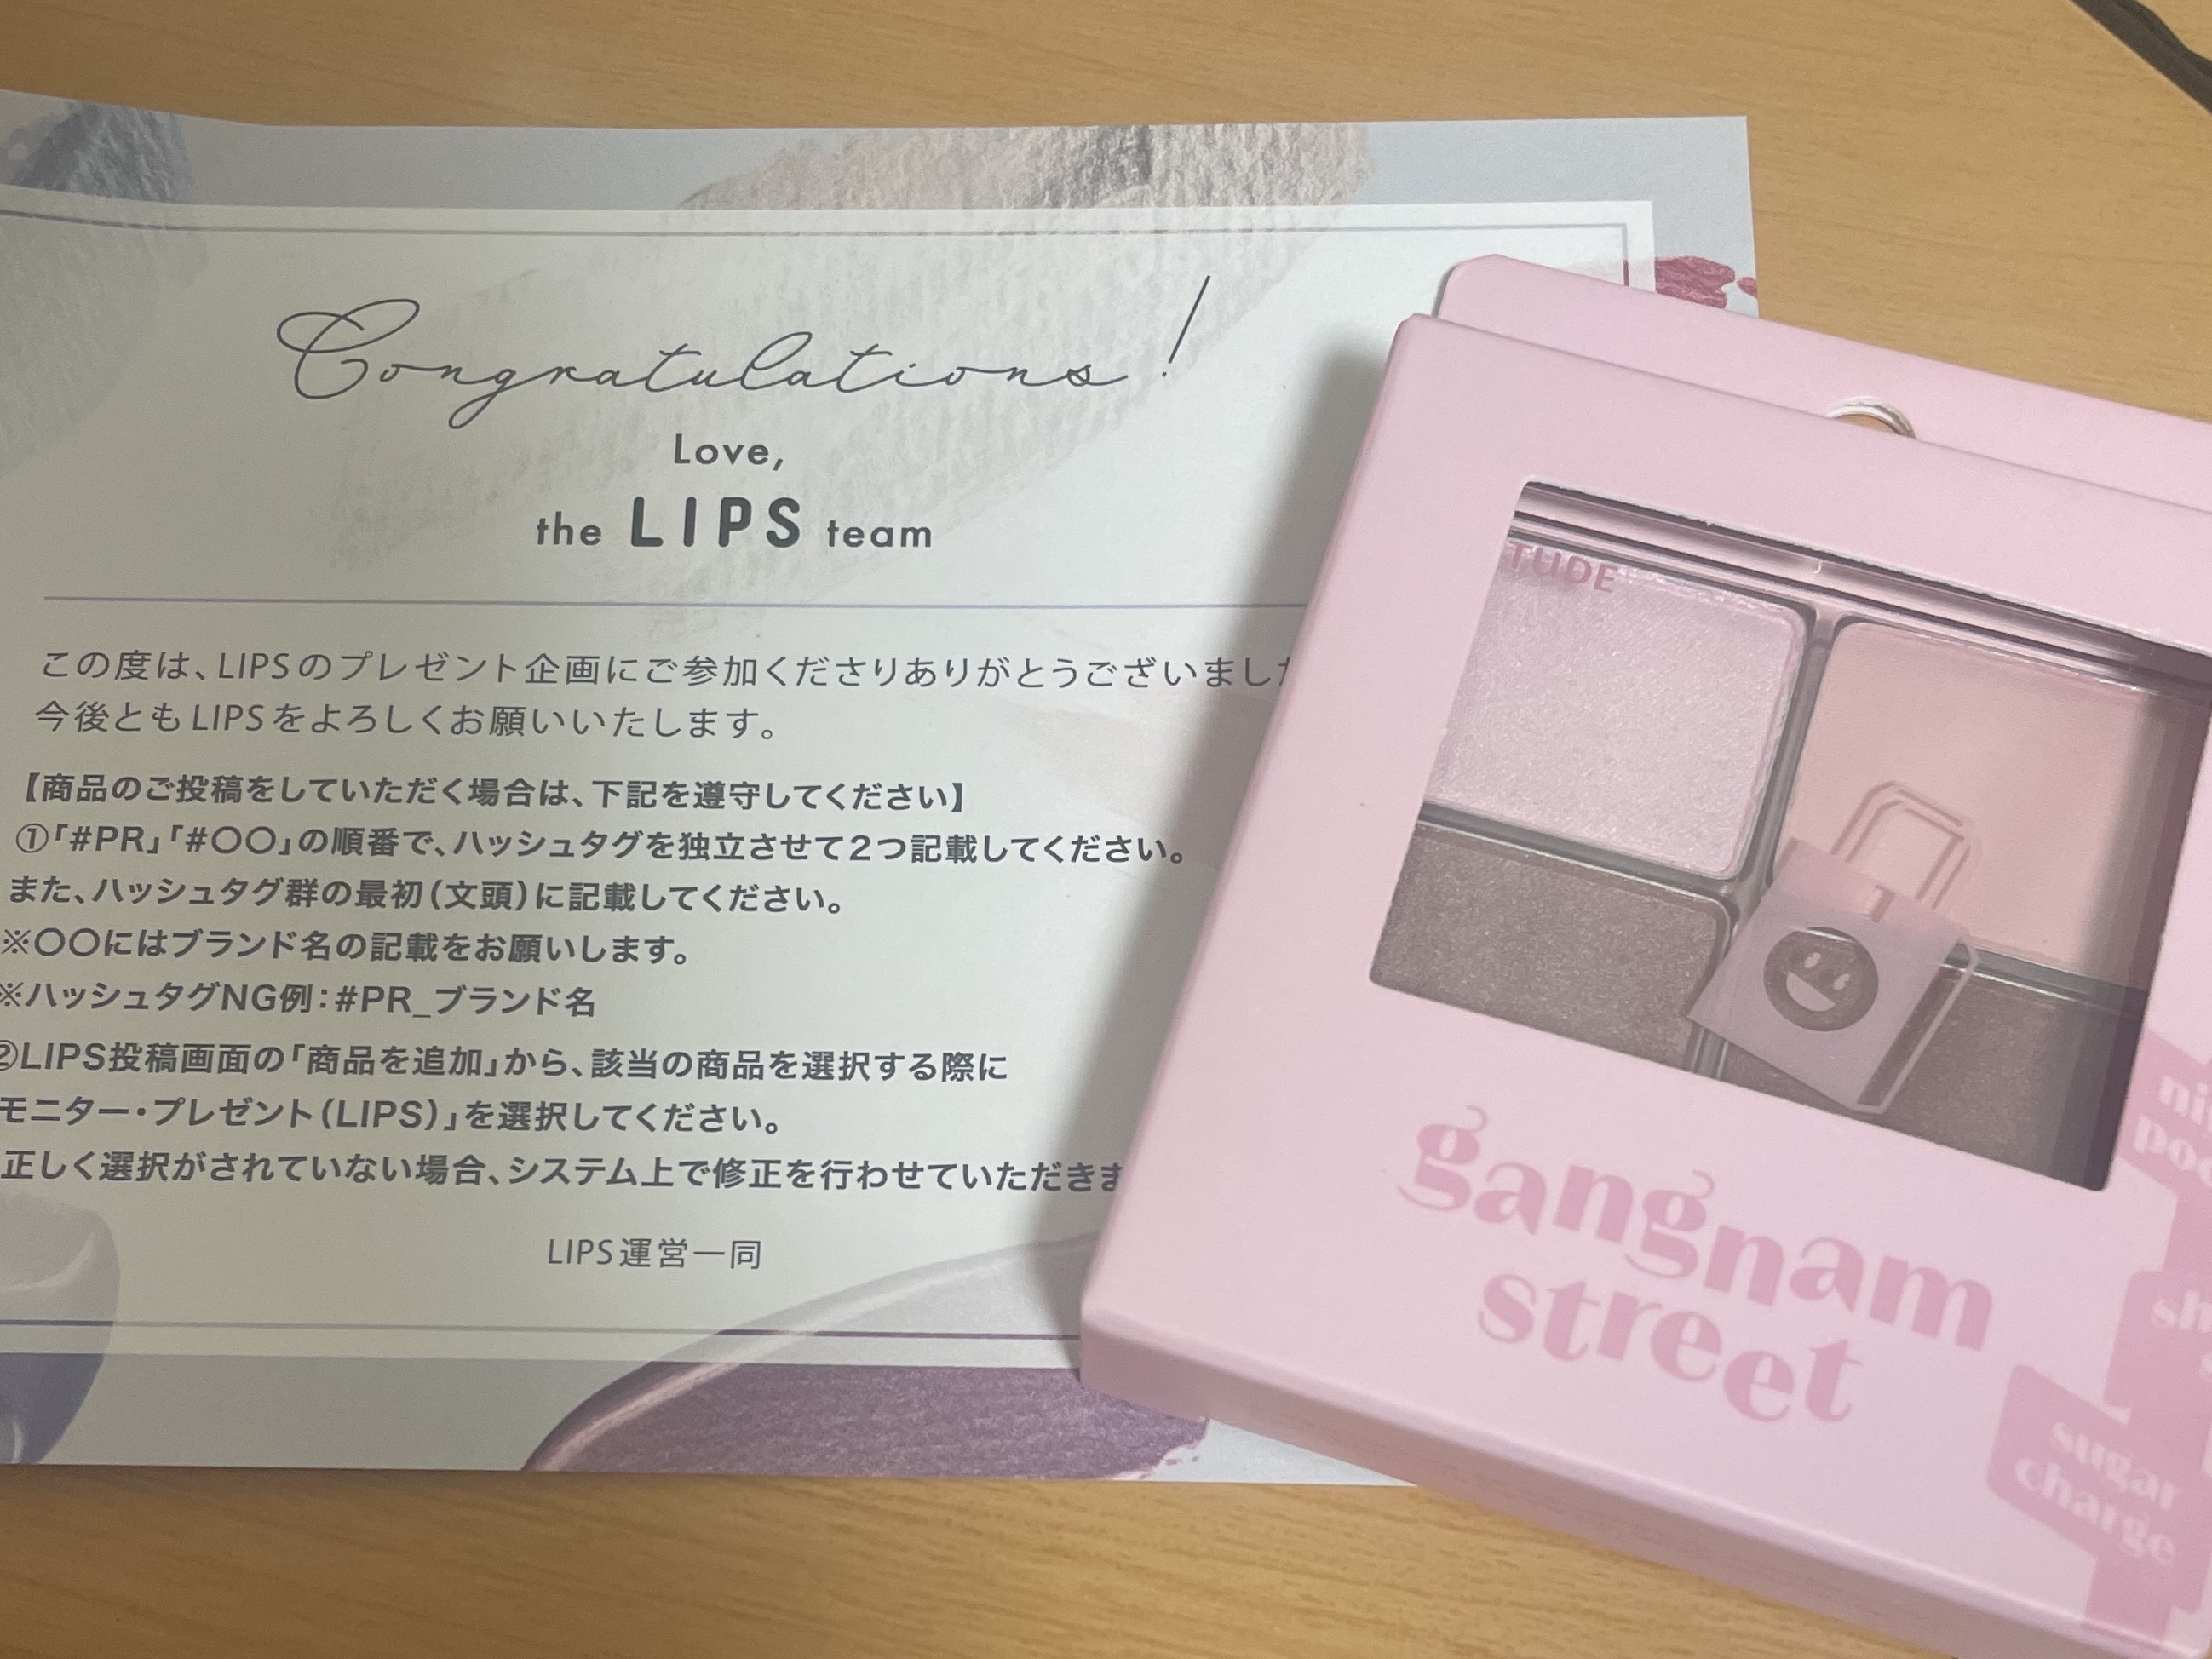 Congratulations!
Love,
the LIPS team
この度は、LIPSのプレゼント企画にご参加くださりありがとうございまし
今後ともLIPSをよろしくお願いいたします。
【商品のご投稿をしていただく場合は、下記を遵守してください】
①「#PR」「#〇〇」の順番で、ハッシュタグを独立させて2つ記載してください。
また、ハッシュタグ群の最初（文頭）に記載してください。
※〇〇にはブランド名の記載をお願いします。
※ハッシュタグNG例：#PR_ブランド名
②LIPS投稿画面の「商品を追加」から、該当の商品を選択する際に
モニター・プレゼント（LIPS）」を選択してください。
正しく選択がされていない場合、システム上で修正を行わせていただきま
LIPS運営一同
TUDE
gangnam
street
sugar
charge